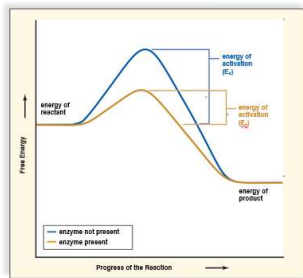 energy of
activation
(Eₐ)
energy of
reactant
energy of
activation
(Eₐ)
Free Energy
energy of
product
enzyme not present
enzyme present
Progress of the Reaction